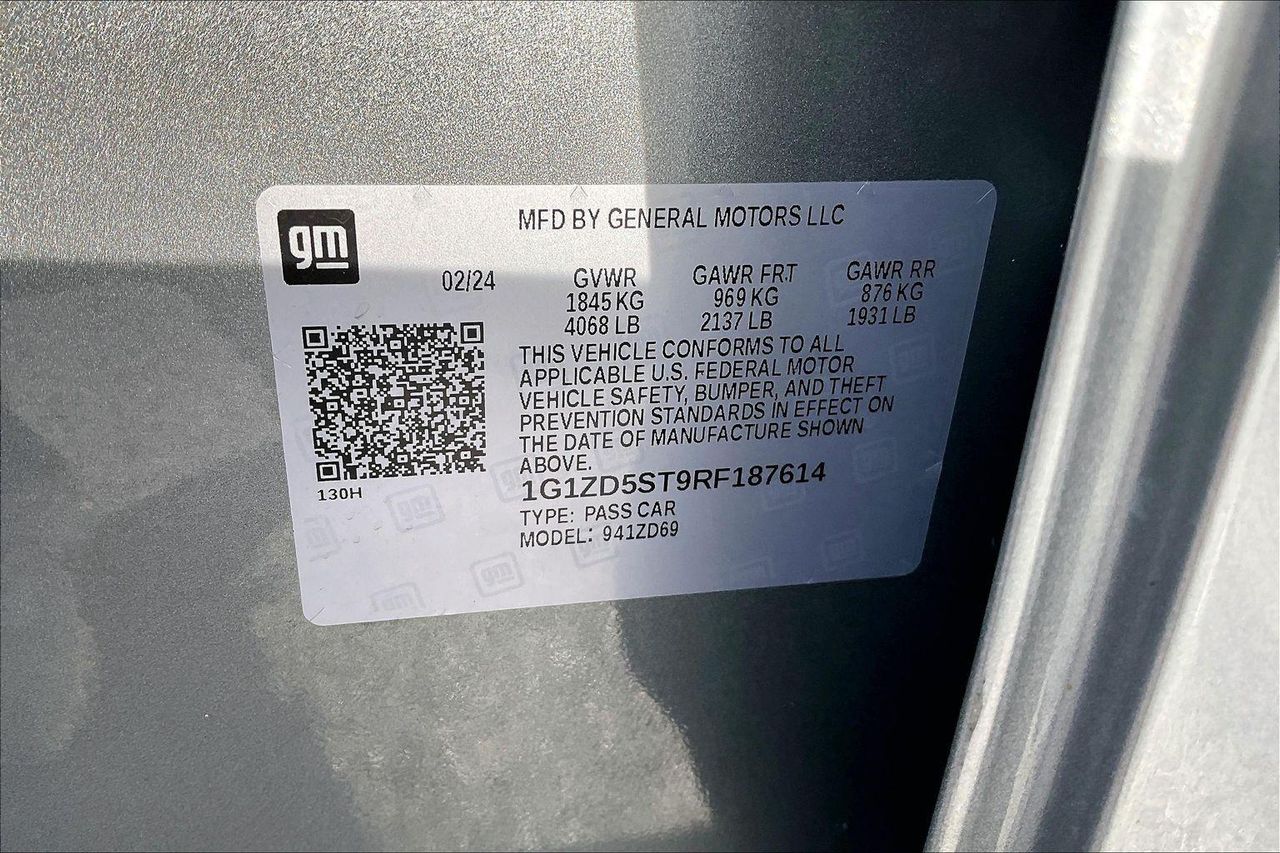 gm
MFD BY GENERAL MOTORS LLC
02/24
GVWR GAWR FRT GAWR RR
1845 KG 969 KG 876 KG
4068 LB 2137 LB 1931 LB
THIS VEHICLE CONFORMS TO ALL
APPLICABLE U.S. FEDERAL MOTOR
VEHICLE SAFETY, BUMPER, AND THEFT
PREVENTION STANDARDS IN EFFECT ON
THE DATE OF MANUFACTURE SHOWN
ABOVE.
130H
1G1ZD5ST9RF187614
TYPE: PASS CAR
MODEL: 941ZD69